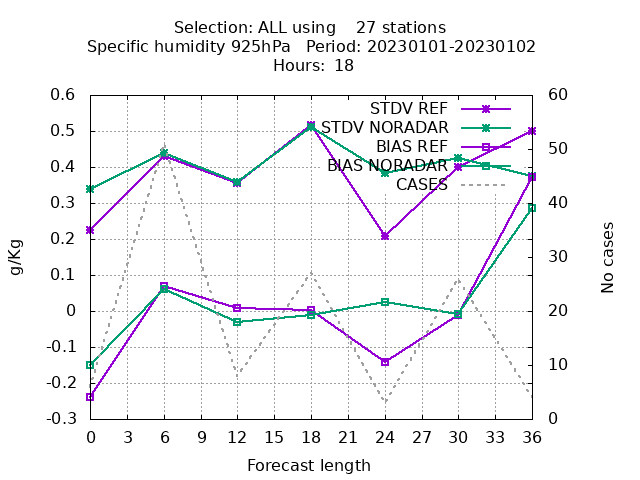 Selection: ALL using    27 stations
Specific humidity 925hPa   Period: 20230101-20230102
Hours:  18
0.6
0.5
0.4
0.3
0.2
0.1
0
-0.1
-0.2
-0.3
g/Kg
STDV REF
STDV NORADAR
BIAS REF
BIAS NORADAR
CASES
60
50
40
30
20
10
0
No cases
0 3 6 9 12 15 18 21 24 27 30 33 36
Forecast length